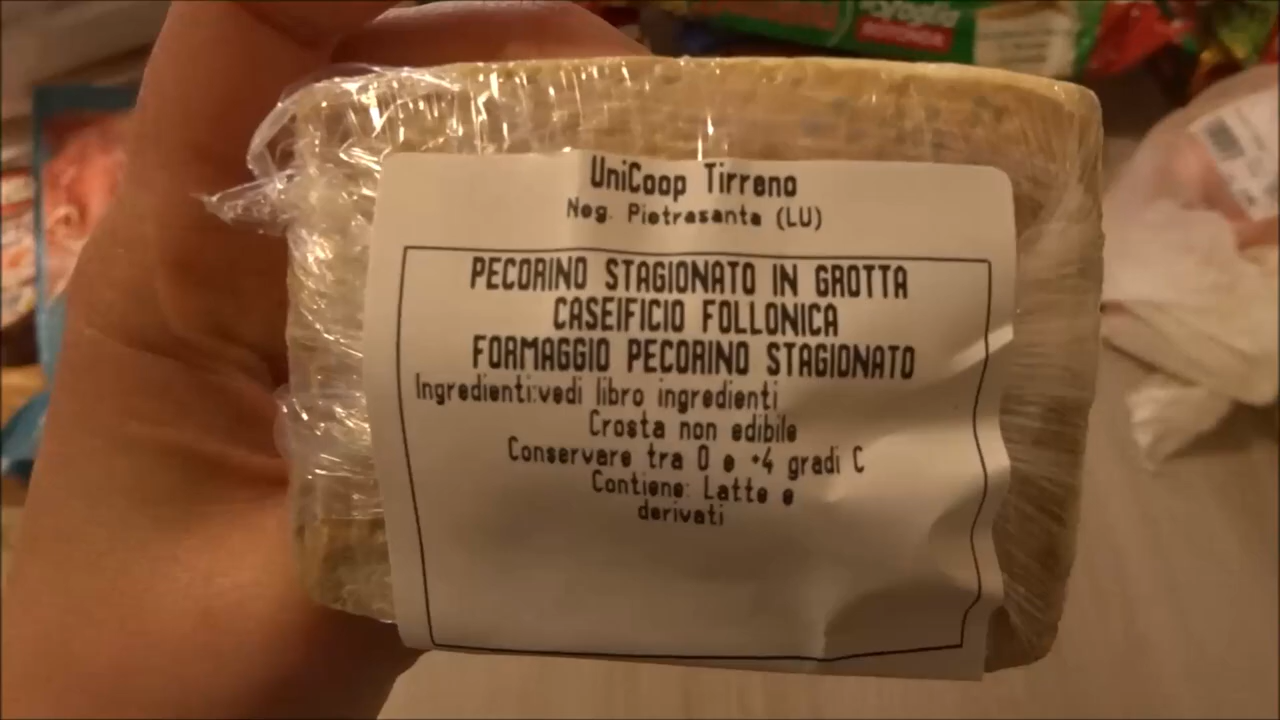 UniCoop Tirreno
Neg. Pietrasanta (LU)
PECORINO STAGIONATO IN GROTTA
CASEIFICIO FOLLONICA
FORMAGGIO PECORINO STAGIONATO
Ingredienti:vedi libro ingredienti
Crosta non edibile
Conservare tra 0 e +4 gradi C
Contiene: Latte e
derivati